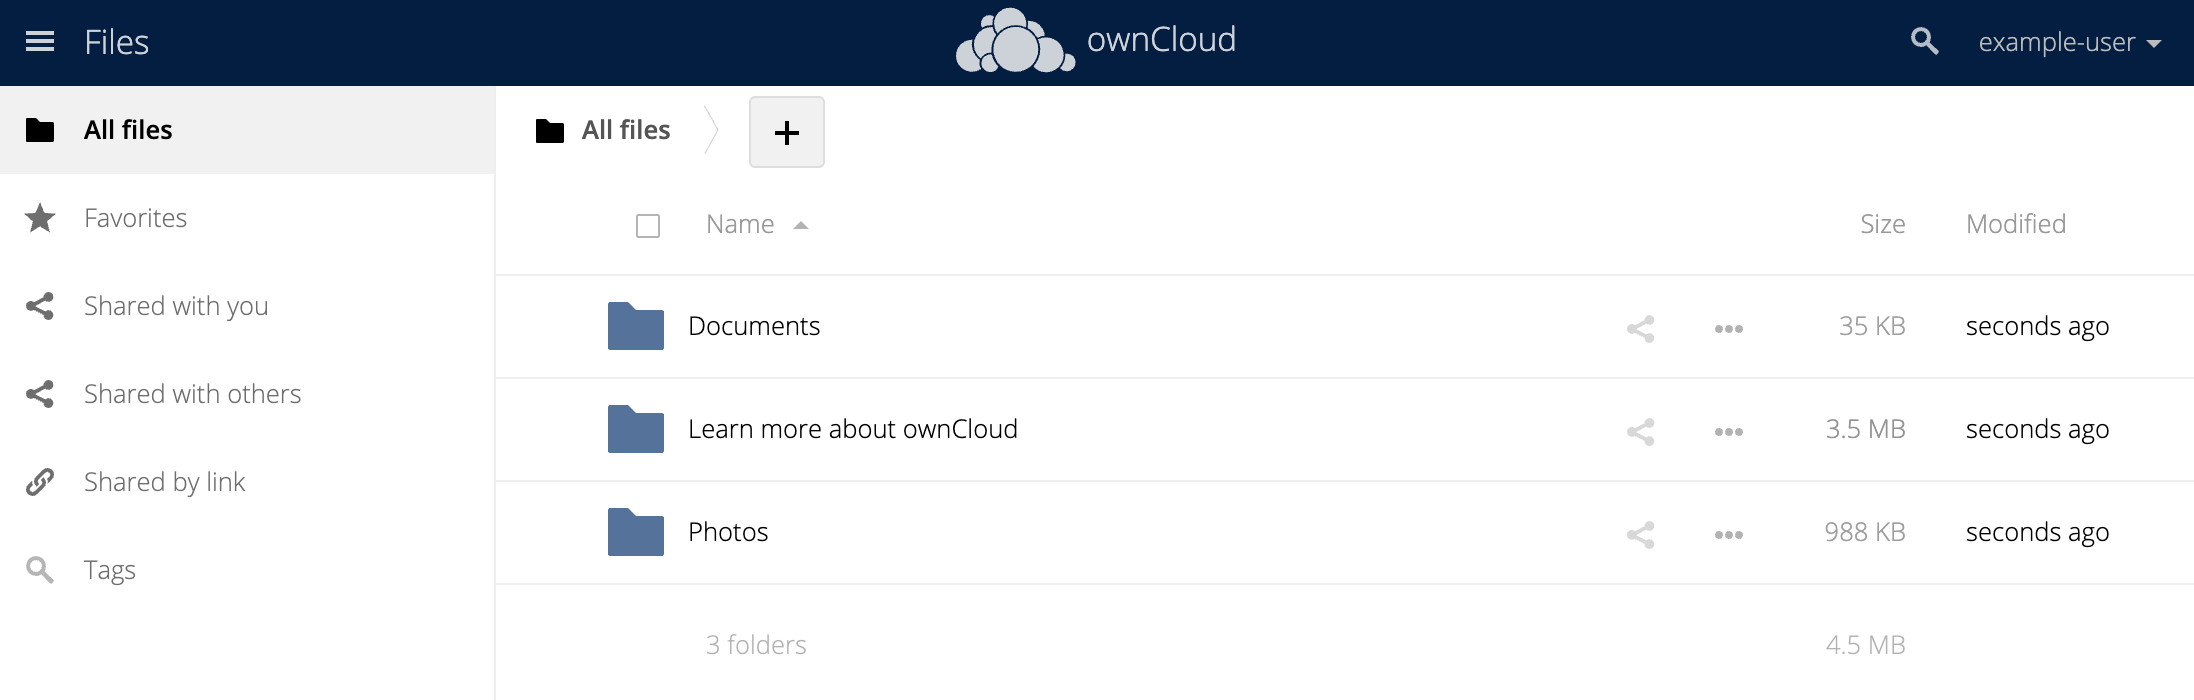 Files
ownCloud
example-user
All files
Favorites
Shared with you
Shared with others
Shared by link
Tags
All files
Name Size Modified
Documents 35 KB seconds ago
Learn more about ownCloud 3.5 MB seconds ago
Photos 988 KB seconds ago
3 folders 4.5 MB